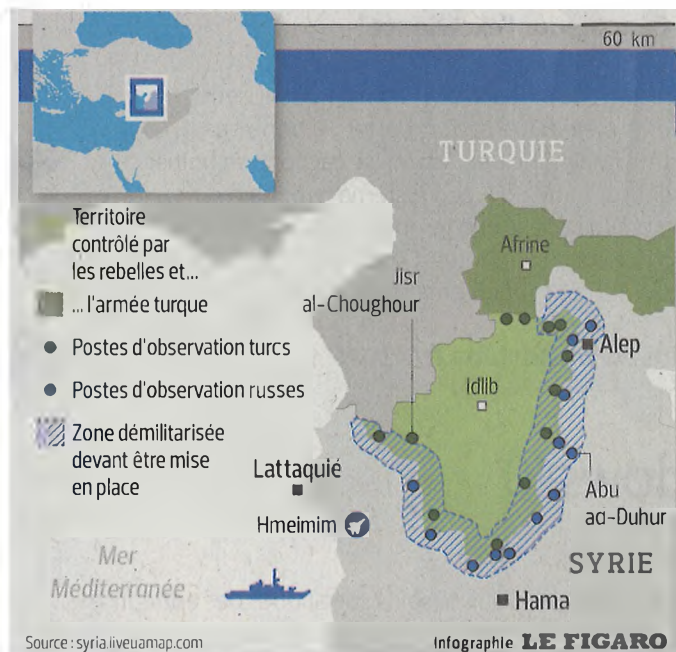 60 km
TURQUIE
Territoire
contrôlé par
les rebelles et...
... l'armée turque
Postes d'observation turcs
Postes d'observation russes
Zone démilitarisée
devant être mise
en place
Afrine
Jisr
al-Choughour
Alep
Idlib
Lattaquié
Hmeimim
Abu
ad-Duhur
Mer
Méditerranée
SYRIE
Hama
Source : syria.liveuamap.com
Infographie LE FIGARO